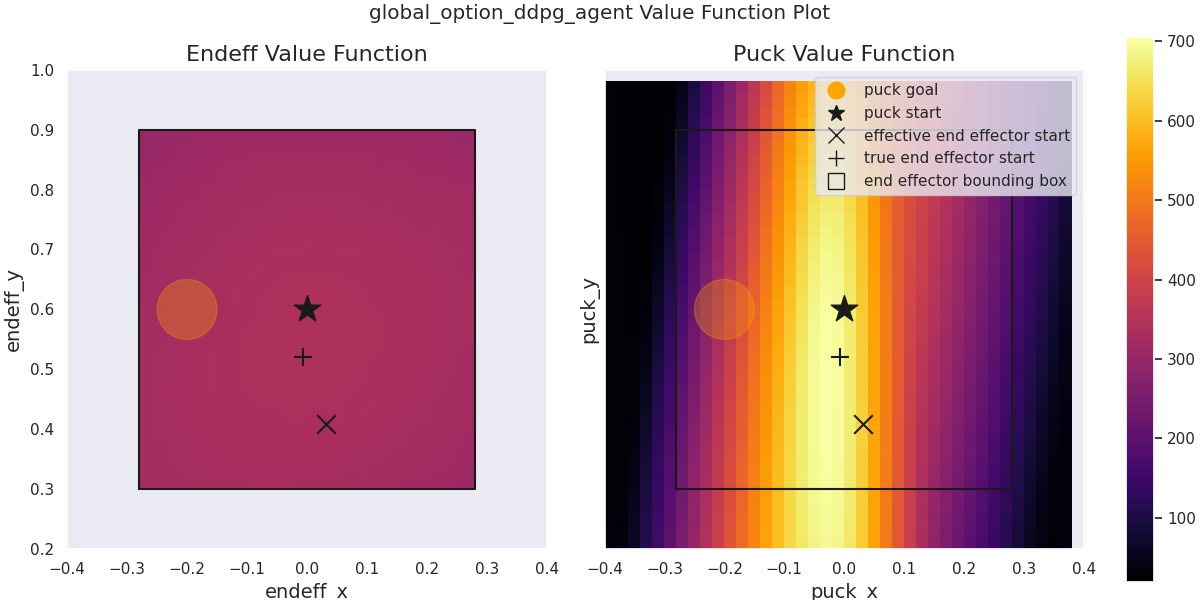 global_option_ddpg_agent Value Function Plot
Endeff Value Function
1.0
0.9
0.8
0.7
0.6
0.5
0.4
0.3
0.2
endeff_y
−0.4 −0.3 −0.2 −0.1 0.0 0.1 0.2 0.3 0.4
endeff_x
Puck Value Function
puck goal
puck start
effective end effector start
true end effector start
end effector bounding box
puck_y
−0.4 −0.3 −0.2 −0.1 0.0 0.1 0.2 0.3 0.4
puck_x
700
600
500
400
300
200
100